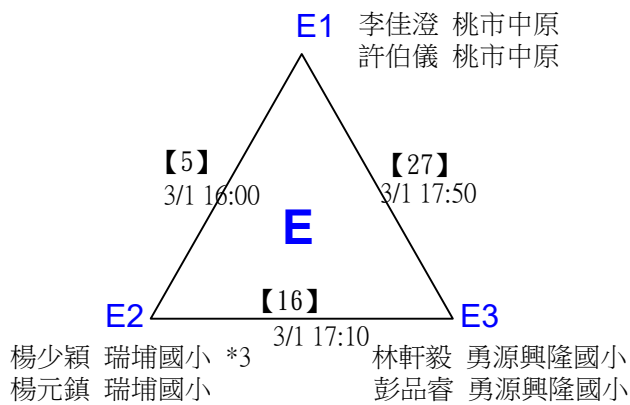 E1
李佳澄 桃市中原
許伯儀 桃市中原
【5】
3/1 16:00
【27】
3/1 17:50
E
【16】
3/1 17:10
E2
E3
楊少穎 瑞埔國小 *3
楊元鎮 瑞埔國小
林軒毅 勇源興隆國小
彭品睿 勇源興隆國小